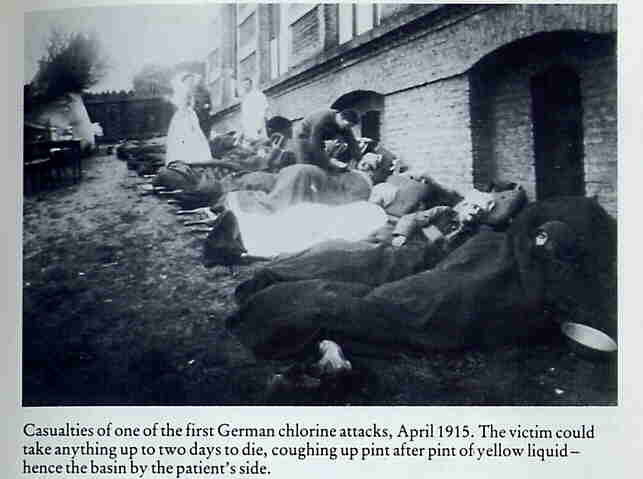 Casualties of one of the first German chlorine attacks, April 1915. The victim could
take anything up to two days to die, coughing up pint after pint of yellow liquid –
hence the basin by the patient's side.